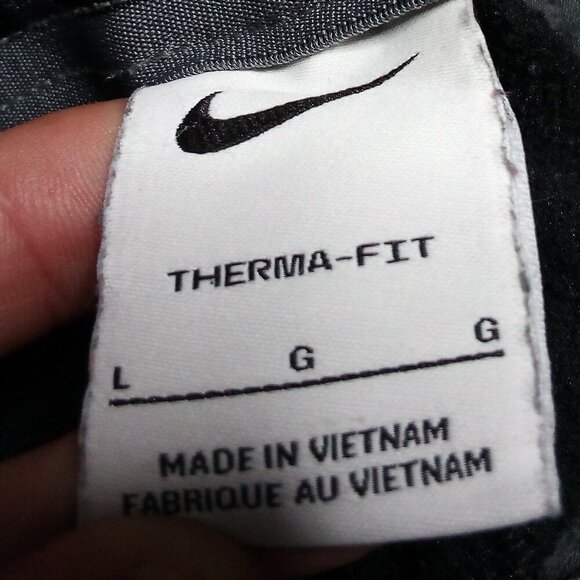 THERMA-FIT
L G G
MADE IN VIETNAM
FABRIQUE AU VIETNAM